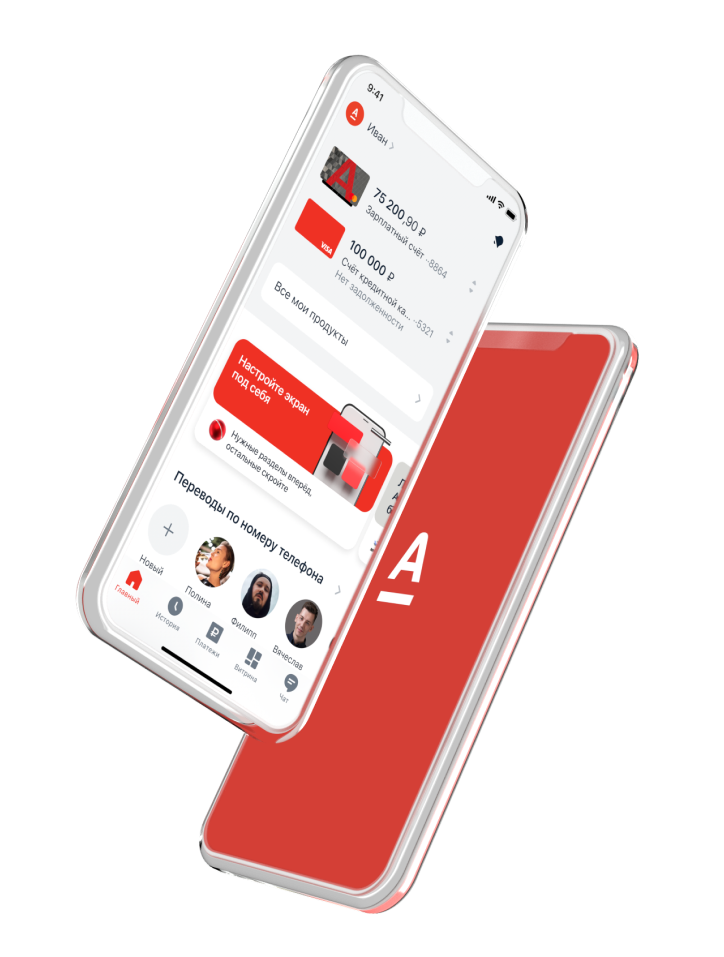 9:41
Иван
75 200,90 ₽
Зарплатный счёт ··8864
VISA
100 000 ₽
Счёт кредитной ка... ··5321
Нет задолженности
Все мои продукты
Настройте экран
под себя
Нужные разделы вперёд,
остальные скройте
Переводы по номеру телефона
Новый
Полина
Филипп
Вячеслав
Главный
История
Платежи
Витрина
Чат